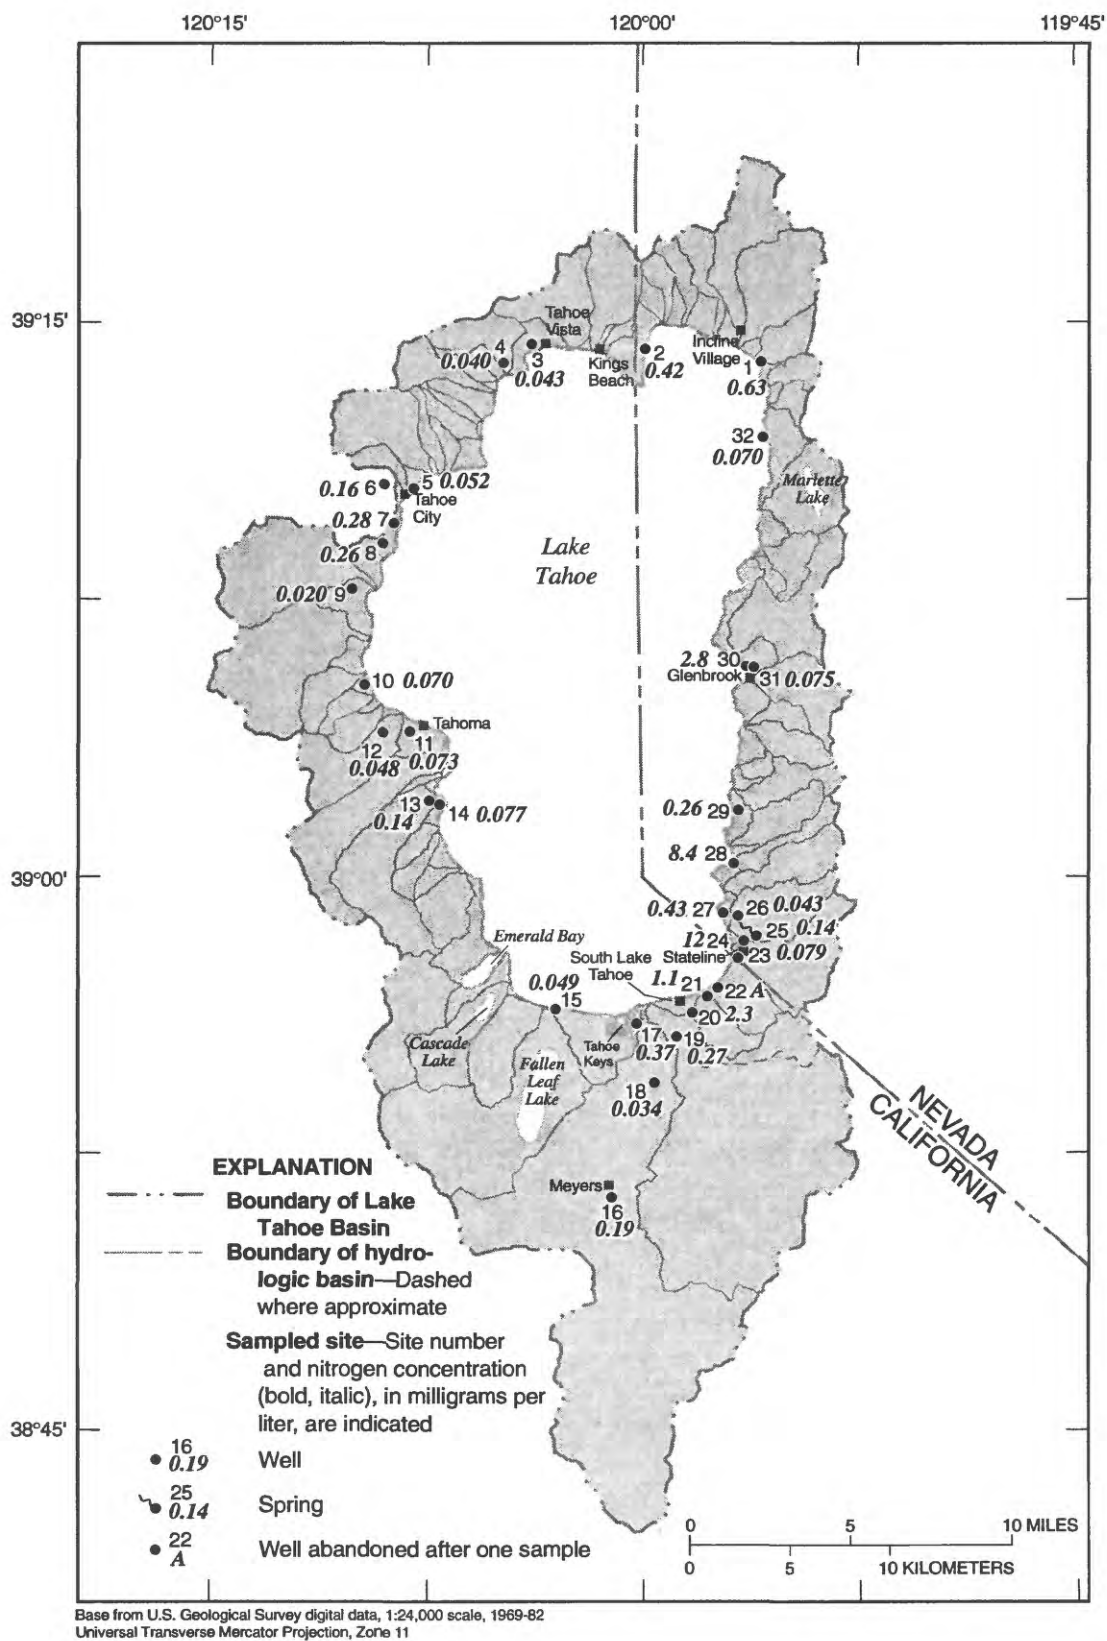 120°15'
120°00'
119°45'
39°15'
Tahoe
Vista
4
0.040
3
0.043
Kings
Beach
2
0.42
Incline
Village
1
0.63
32
0.070
Marlette
Lake
0.16 6
5 0.052
Tahoe
City
0.28 7
0.26 8
Lake
Tahoe
0.020 9
2.8 30
Glenbrook
31 0.075
10 0.070
Tahoma
12
0.048
11
0.073
13
0.14
14 0.077
0.26 29
8.4 28
39°00'
0.43 27
26 0.043
25 0.14
12 24
23 0.079
Emerald Bay
South Lake
Tahoe
Stateline
0.049
15
1.1 21
22 A
20 2.3
Cascade
Lake
Fallen
Leaf
Lake
Tahoe
Keys
17
0.37
19
0.27
18
0.034
NEVADA
CALIFORNIA
Meyers
16
0.19
EXPLANATION
Boundary of Lake
Tahoe Basin
Boundary of hydro-
logic basin—Dashed
where approximate
Sampled site—Site number
and nitrogen concentration
(bold, italic), in milligrams per
liter, are indicated
38°45'
16
0.19 Well
25
0.14 Spring
22
A Well abandoned after one sample
0 5 10 MILES
0 5 10 KILOMETERS
Base from U.S. Geological Survey digital data, 1:24,000 scale, 1969-82
Universal Transverse Mercator Projection, Zone 11